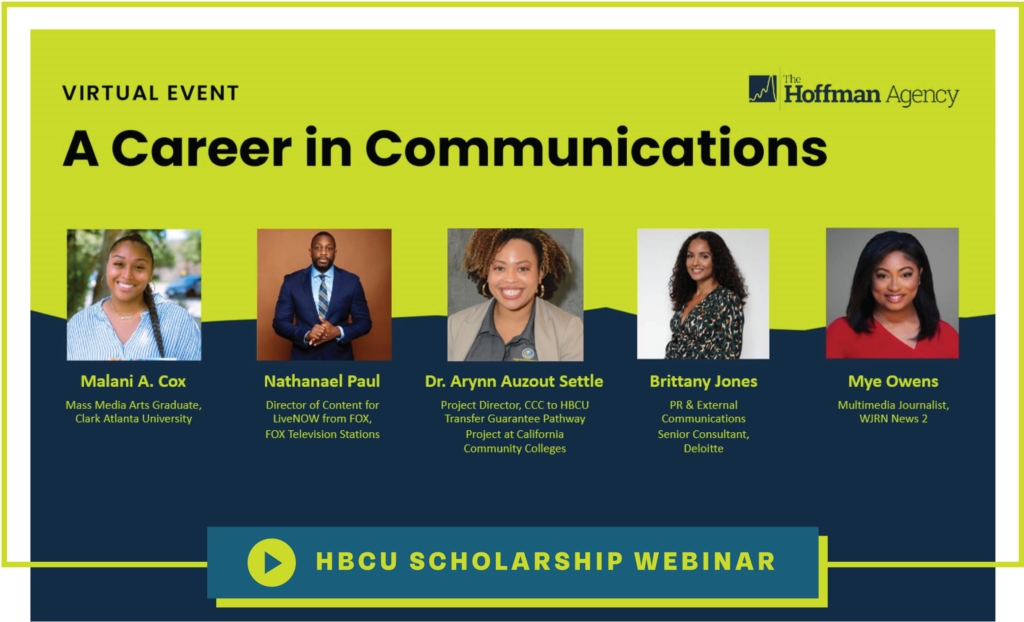 VIRTUAL EVENT
The
Hoffman Agency
A Career in Communications
Malani A. Cox
Mass Media Arts Graduate,
Clark Atlanta University
Nathanael Paul
Director of Content for
LiveNOW from FOX,
FOX Television Stations
Dr. Arynn Auzout Settle
Project Director, CCC to HBCU
Transfer Guarantee Pathway
Project at California
Community Colleges
Brittany Jones
PR & External
Communications
Senior Consultant,
Deloitte
Mye Owens
Multimedia Journalist,
WJRN News 2
HBCU SCHOLARSHIP WEBINAR